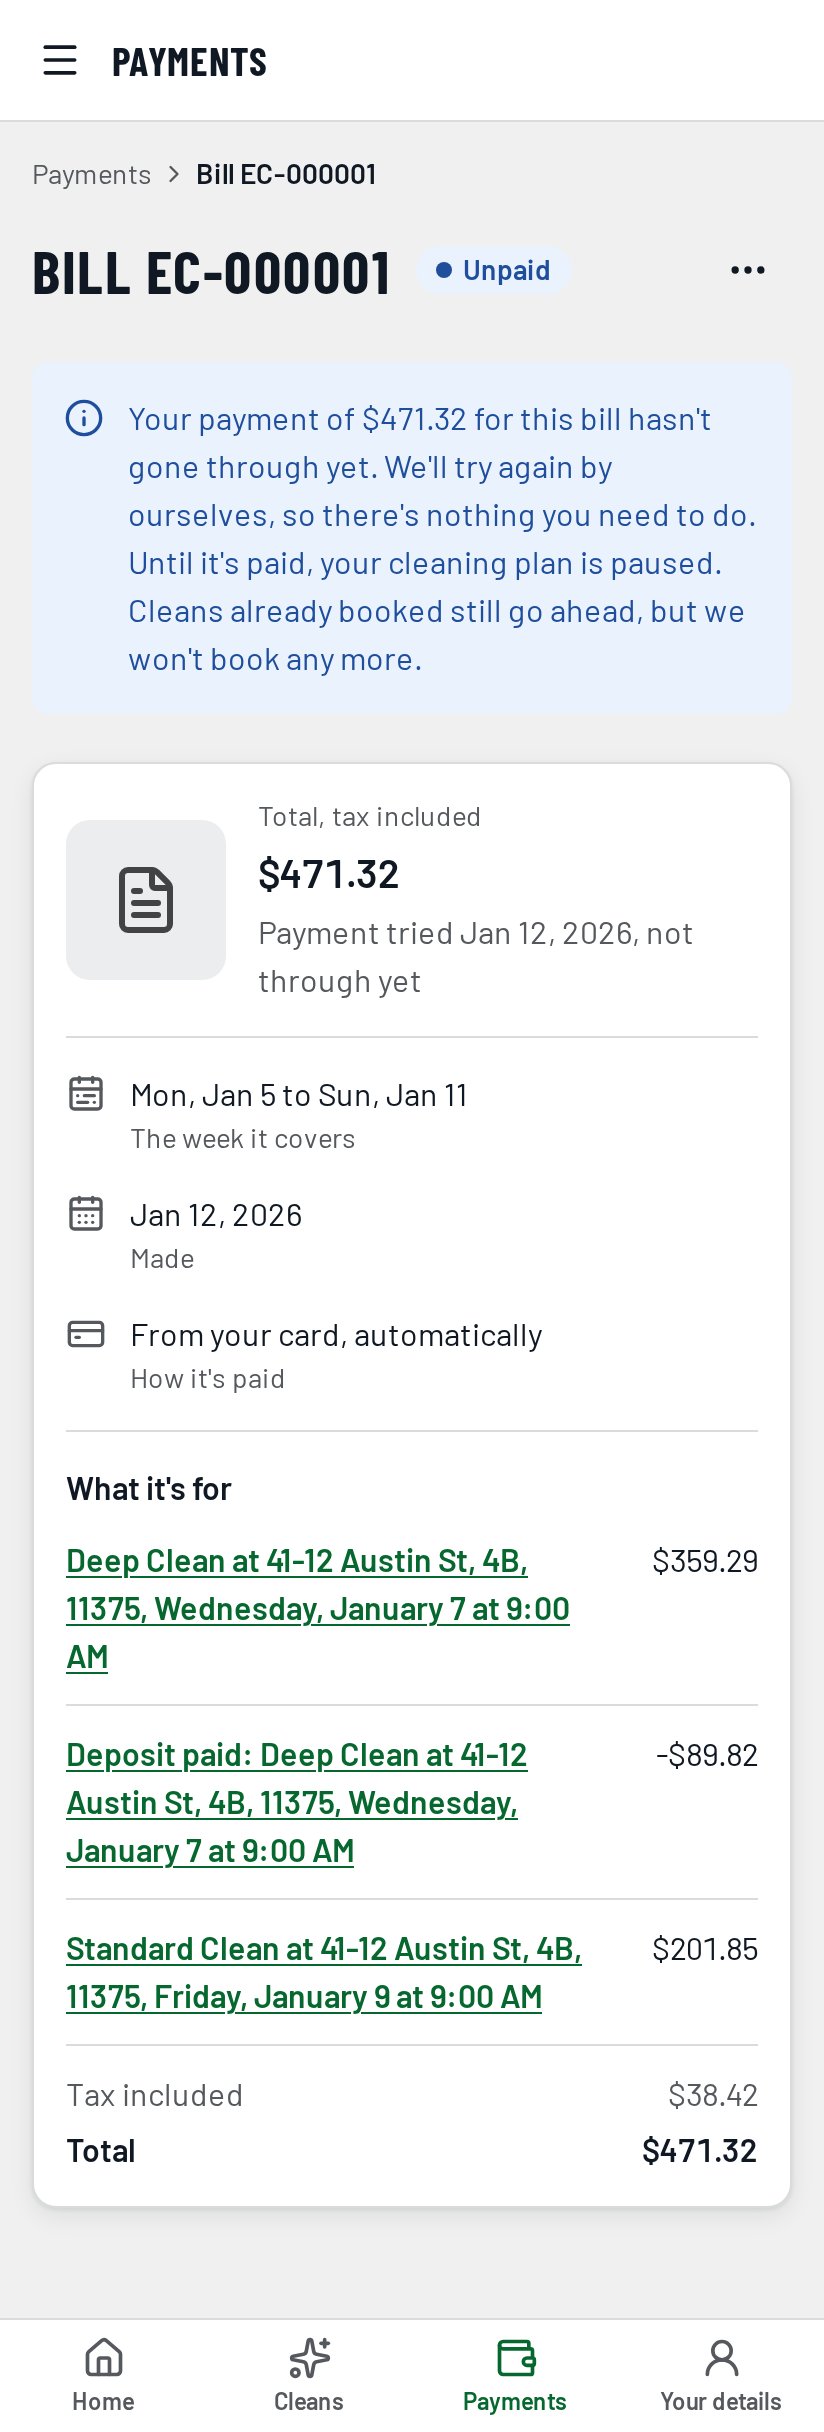 PAYMENTS
Payments > Bill EC-000001
BILL EC-000001
Unpaid
Your payment of $471.32 for this bill hasn't
gone through yet. We'll try again by
ourselves, so there's nothing you need to do.
Until it's paid, your cleaning plan is paused.
Cleans already booked still go ahead, but we
won't book any more.
Total, tax included
$471.32
Payment tried Jan 12, 2026, not
through yet
Mon, Jan 5 to Sun, Jan 11
The week it covers
Jan 12, 2026
Made
From your card, automatically
How it's paid
What it's for
Deep Clean at 41-12 Austin St, 4B, $359.29
11375, Wednesday, January 7 at 9:00
AM
Deposit paid: Deep Clean at 41-12 -$89.82
Austin St, 4B, 11375, Wednesday,
January 7 at 9:00 AM
Standard Clean at 41-12 Austin St, 4B, $201.85
11375, Friday, January 9 at 9:00 AM
Tax included $38.42
Total $471.32
Home Cleans Payments Your details